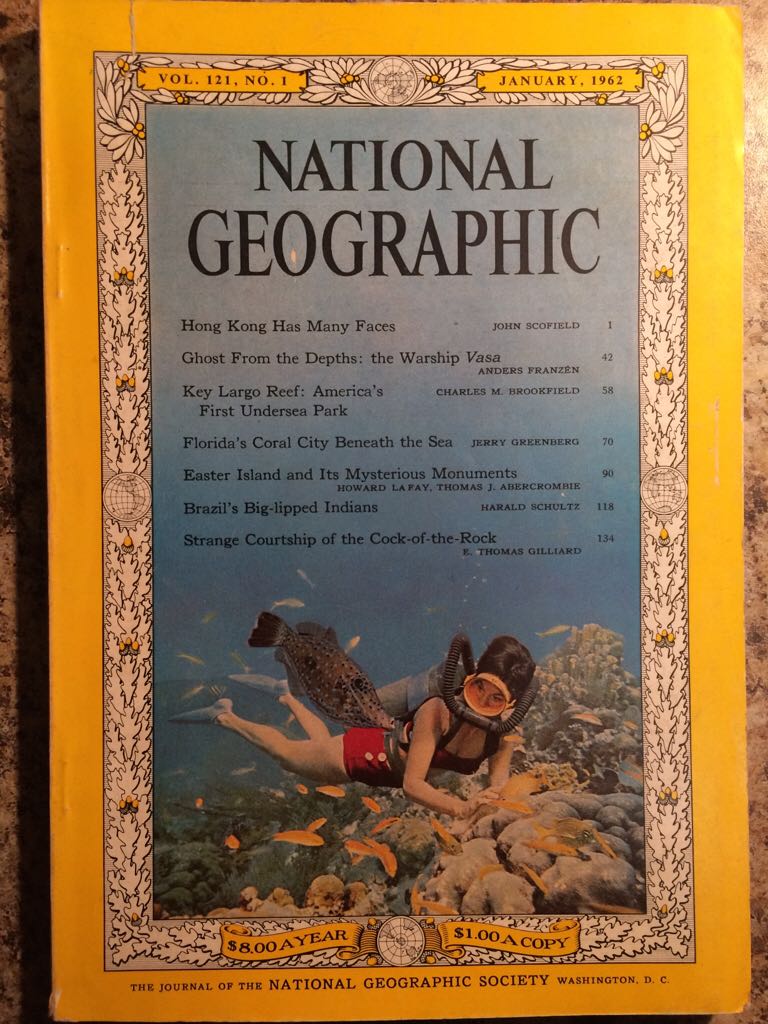 VOL. 121, NO. 1
JANUARY, 1962
NATIONAL
GEOGRAPHIC
Hong Kong Has Many Faces JOHN SCOFIELD 1
Ghost From the Depths: the Warship Vasa 42
ANDERS FRANZÉN
Key Largo Reef: America's CHARLES M. BROOKFIELD 58
First Undersea Park
Florida's Coral City Beneath the Sea JERRY GREENBERG 70
Easter Island and Its Mysterious Monuments 90
HOWARD LA FAY, THOMAS J. ABERCROMBIE
Brazil's Big-lipped Indians HARALD SCHULTZ 118
Strange Courtship of the Cock-of-the-Rock 134
E. THOMAS GILLIARD
$8.00 A YEAR
$1.00 A COPY
THE JOURNAL OF THE NATIONAL GEOGRAPHIC SOCIETY WASHINGTON, D. C.